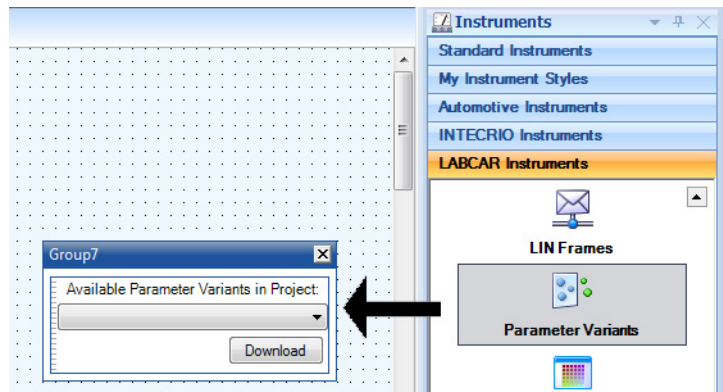 Instruments
Standard Instruments
My Instrument Styles
Automotive Instruments
INTECRIO Instruments
LABCAR Instruments
LIN Frames
Parameter Variants
Group7
Available Parameter Variants in Project:
Download